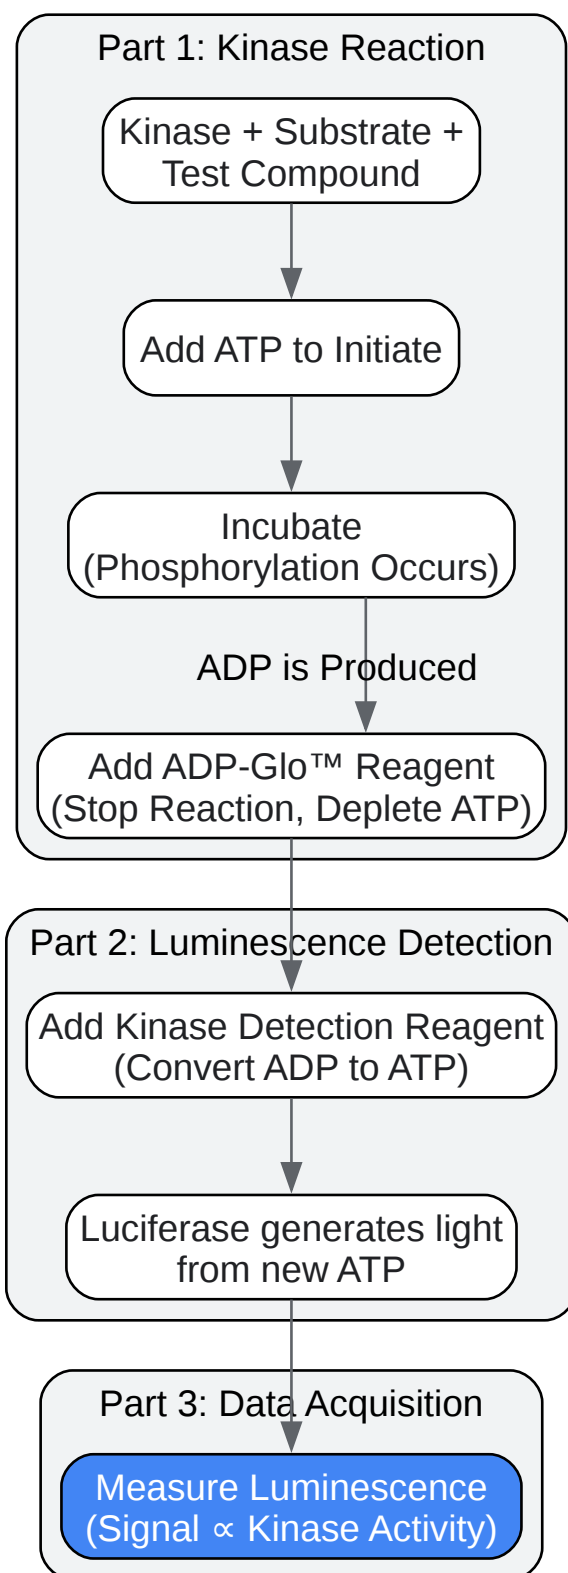 Part 1: Kinase Reaction
Kinase + Substrate +
Test Compound
Add ATP to Initiate
Incubate
(Phosphorylation Occurs)
ADP is Produced
Add ADP-Glo™ Reagent
(Stop Reaction, Deplete ATP)
Part 2: Luminescence Detection
Add Kinase Detection Reagent
(Convert ADP to ATP)
Luciferase generates light
from new ATP
Part 3: Data Acquisition
Measure Luminescence
(Signal ∝ Kinase Activity)